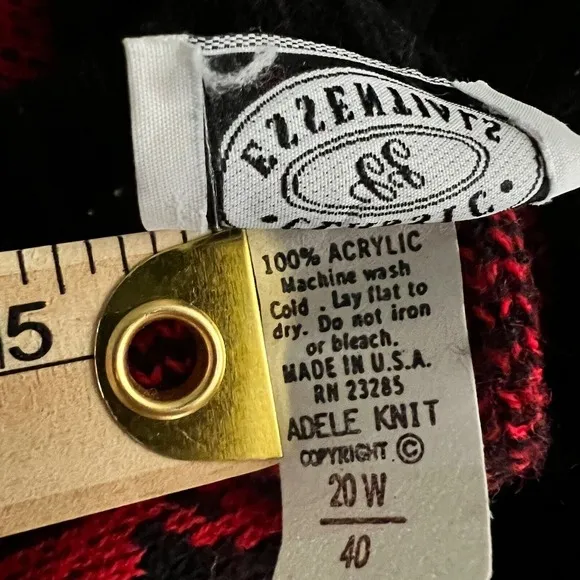 ESSENTIALS
100% ACRYLIC
Machine wash
Cold . Lay flat to
dry. Do not iron
or bleach.
MADE IN U.S.A.
RN 23285
ADELE KNIT
COPYRIGHT ©
20W
40
5